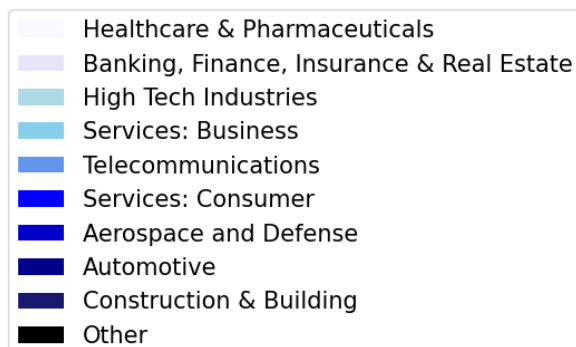 Healthcare & Pharmaceuticals
Banking, Finance, Insurance & Real Estate
High Tech Industries
Services: Business
Telecommunications
Services: Consumer
Aerospace and Defense
Automotive
Construction & Building
Other